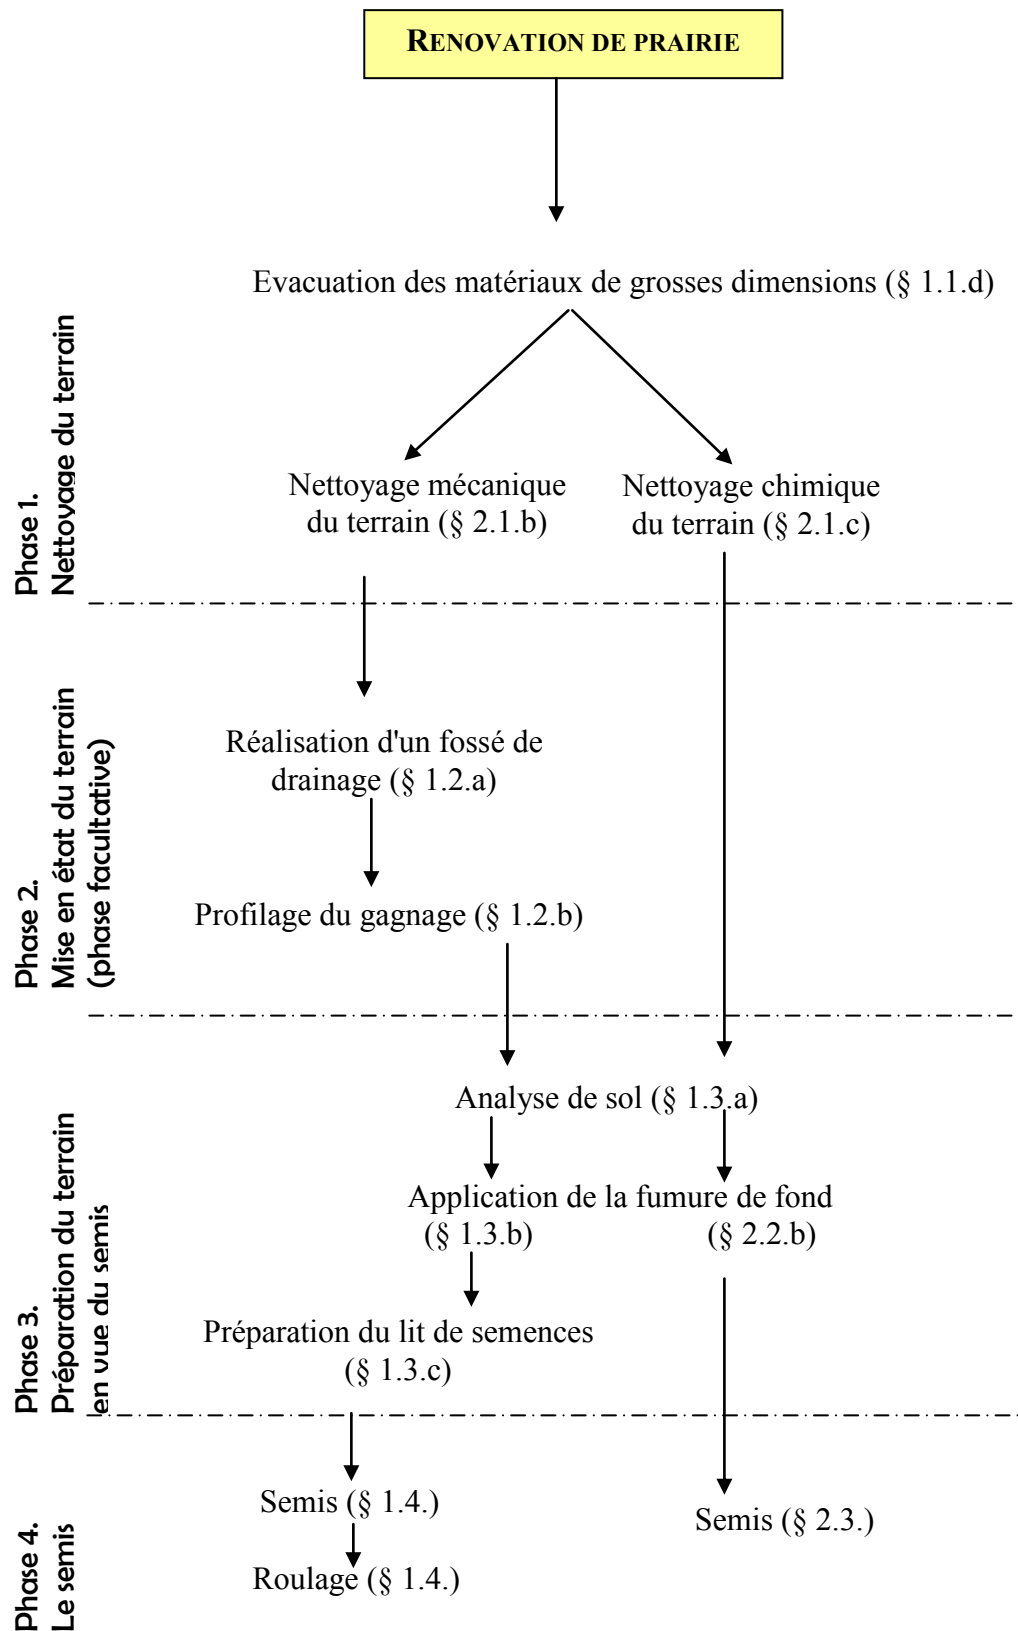 RENOVATION DE PRAIRIE
Evacuation des matériaux de grosses dimensions (§ 1.1.d)
Phase 1.
Nettoyage du terrain
Nettoyage mécanique
du terrain (§ 2.1.b)
Nettoyage chimique
du terrain (§ 2.1.c)
Phase 2.
Mise en état du terrain
(phase facultative)
Réalisation d'un fossé de
drainage (§ 1.2.a)
Profilage du gagnage (§ 1.2.b)
Phase 3.
Préparation du terrain
en vue du semis
Analyse de sol (§ 1.3.a)
Application de la fumure de fond
(§ 1.3.b) (§ 2.2.b)
Préparation du lit de semences
(§ 1.3.c)
Phase 4.
Le semis
Semis (§ 1.4.)
Semis (§ 2.3.)
Roulage (§ 1.4.)